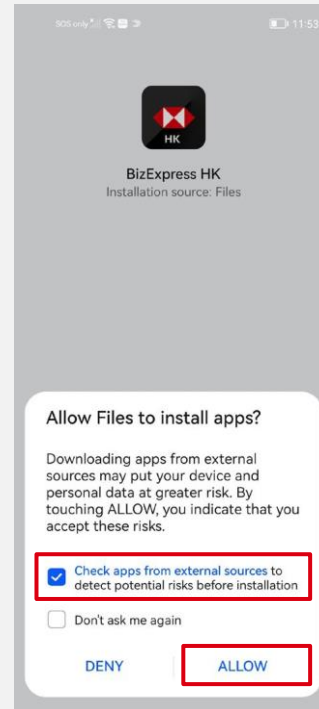 SOS only
11:53
HK
BizExpress HK
Installation source: Files
Allow Files to install apps?
Downloading apps from external
sources may put your device and
personal data at greater risk. By
touching ALLOW, you indicate that you
accept these risks.
Check apps from external sources to
detect potential risks before installation
Don't ask me again
DENY
ALLOW